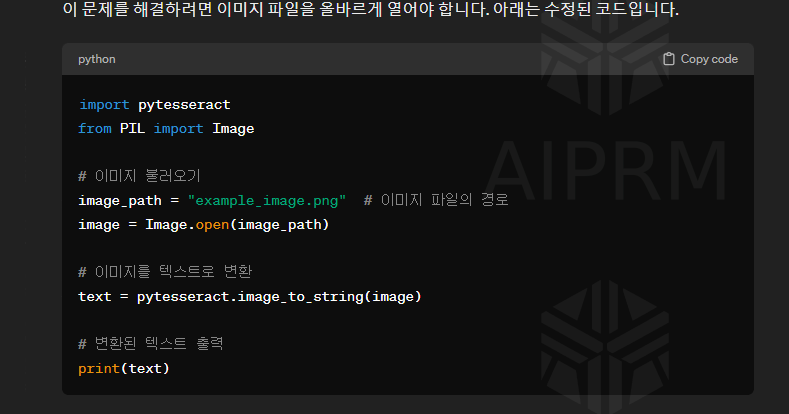 이 문제를 해결하려면 이미지 파일을 올바르게 열어야 합니다. 아래는 수정된 코드입니다.
python
Copy code
import pytesseract
from PIL import Image
# 이미지 불러오기
image_path = "example_image.png"  # 이미지 파일의 경로
image = Image.open(image_path)
# 이미지를 텍스트로 변환
text = pytesseract.image_to_string(image)
# 변환된 텍스트 출력
print(text)
AIPRM